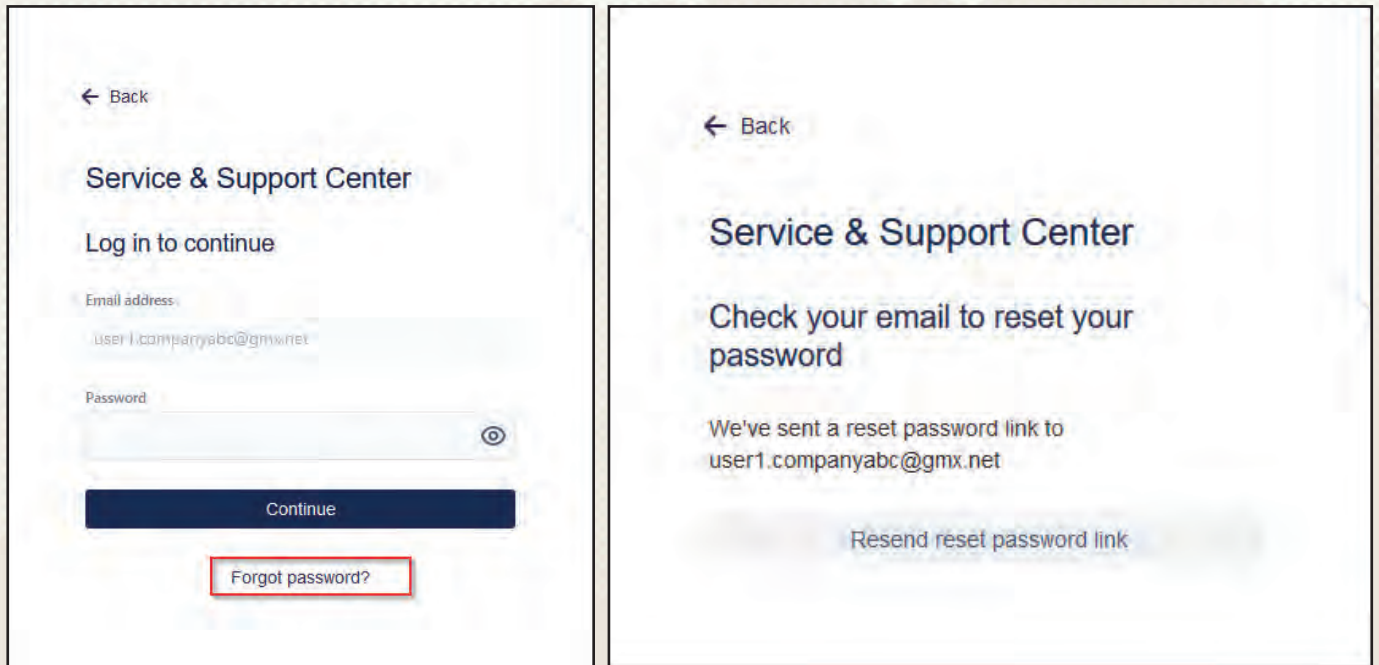 ← Back
Service & Support Center
Log in to continue
Email address
user1.companyabc@gmx.net
Password
Continue
Forgot password?
← Back
Service & Support Center
Check your email to reset your
password
We've sent a reset password link to
user1.companyabc@gmx.net
Resend reset password link